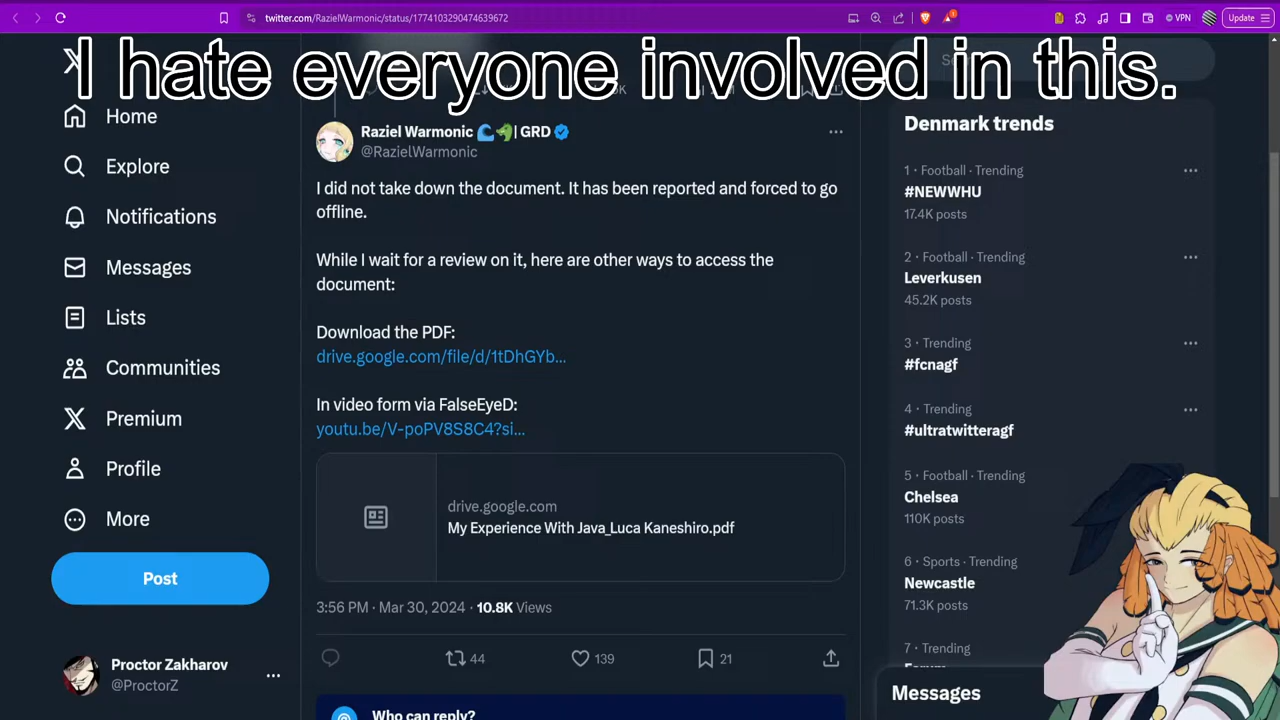 twitter.com/RazielWarmonic/status/1774103290474639672
VPN
Update
I hate everyone involved in this.
Home
Explore
Notifications
Messages
Lists
Communities
Premium
Profile
More
Post
Proctor Zakharov
@ProctorZ
Raziel Warmonic 🌊🐉| GRD
@RazielWarmonic
I did not take down the document. It has been reported and forced to go
offline.
While I wait for a review on it, here are other ways to access the
document:
Download the PDF:
drive.google.com/file/d/1tDhGYb...
In video form via FalseEyeD:
youtu.be/V-poPV8S8C4?si...
drive.google.com
My Experience With Java_Luca Kaneshiro.pdf
3:56 PM · Mar 30, 2024 · 10.8K Views
44
139
21
Who can reply?
Denmark trends
1 · Football · Trending
#NEWWHU
17.4K posts
2 · Football · Trending
Leverkusen
45.2K posts
3 · Trending
#fcnagf
4 · Trending
#ultratwitteragf
5 · Football · Trending
Chelsea
110K posts
6 · Sports · Trending
Newcastle
71.3K posts
7 · Trending
Messages